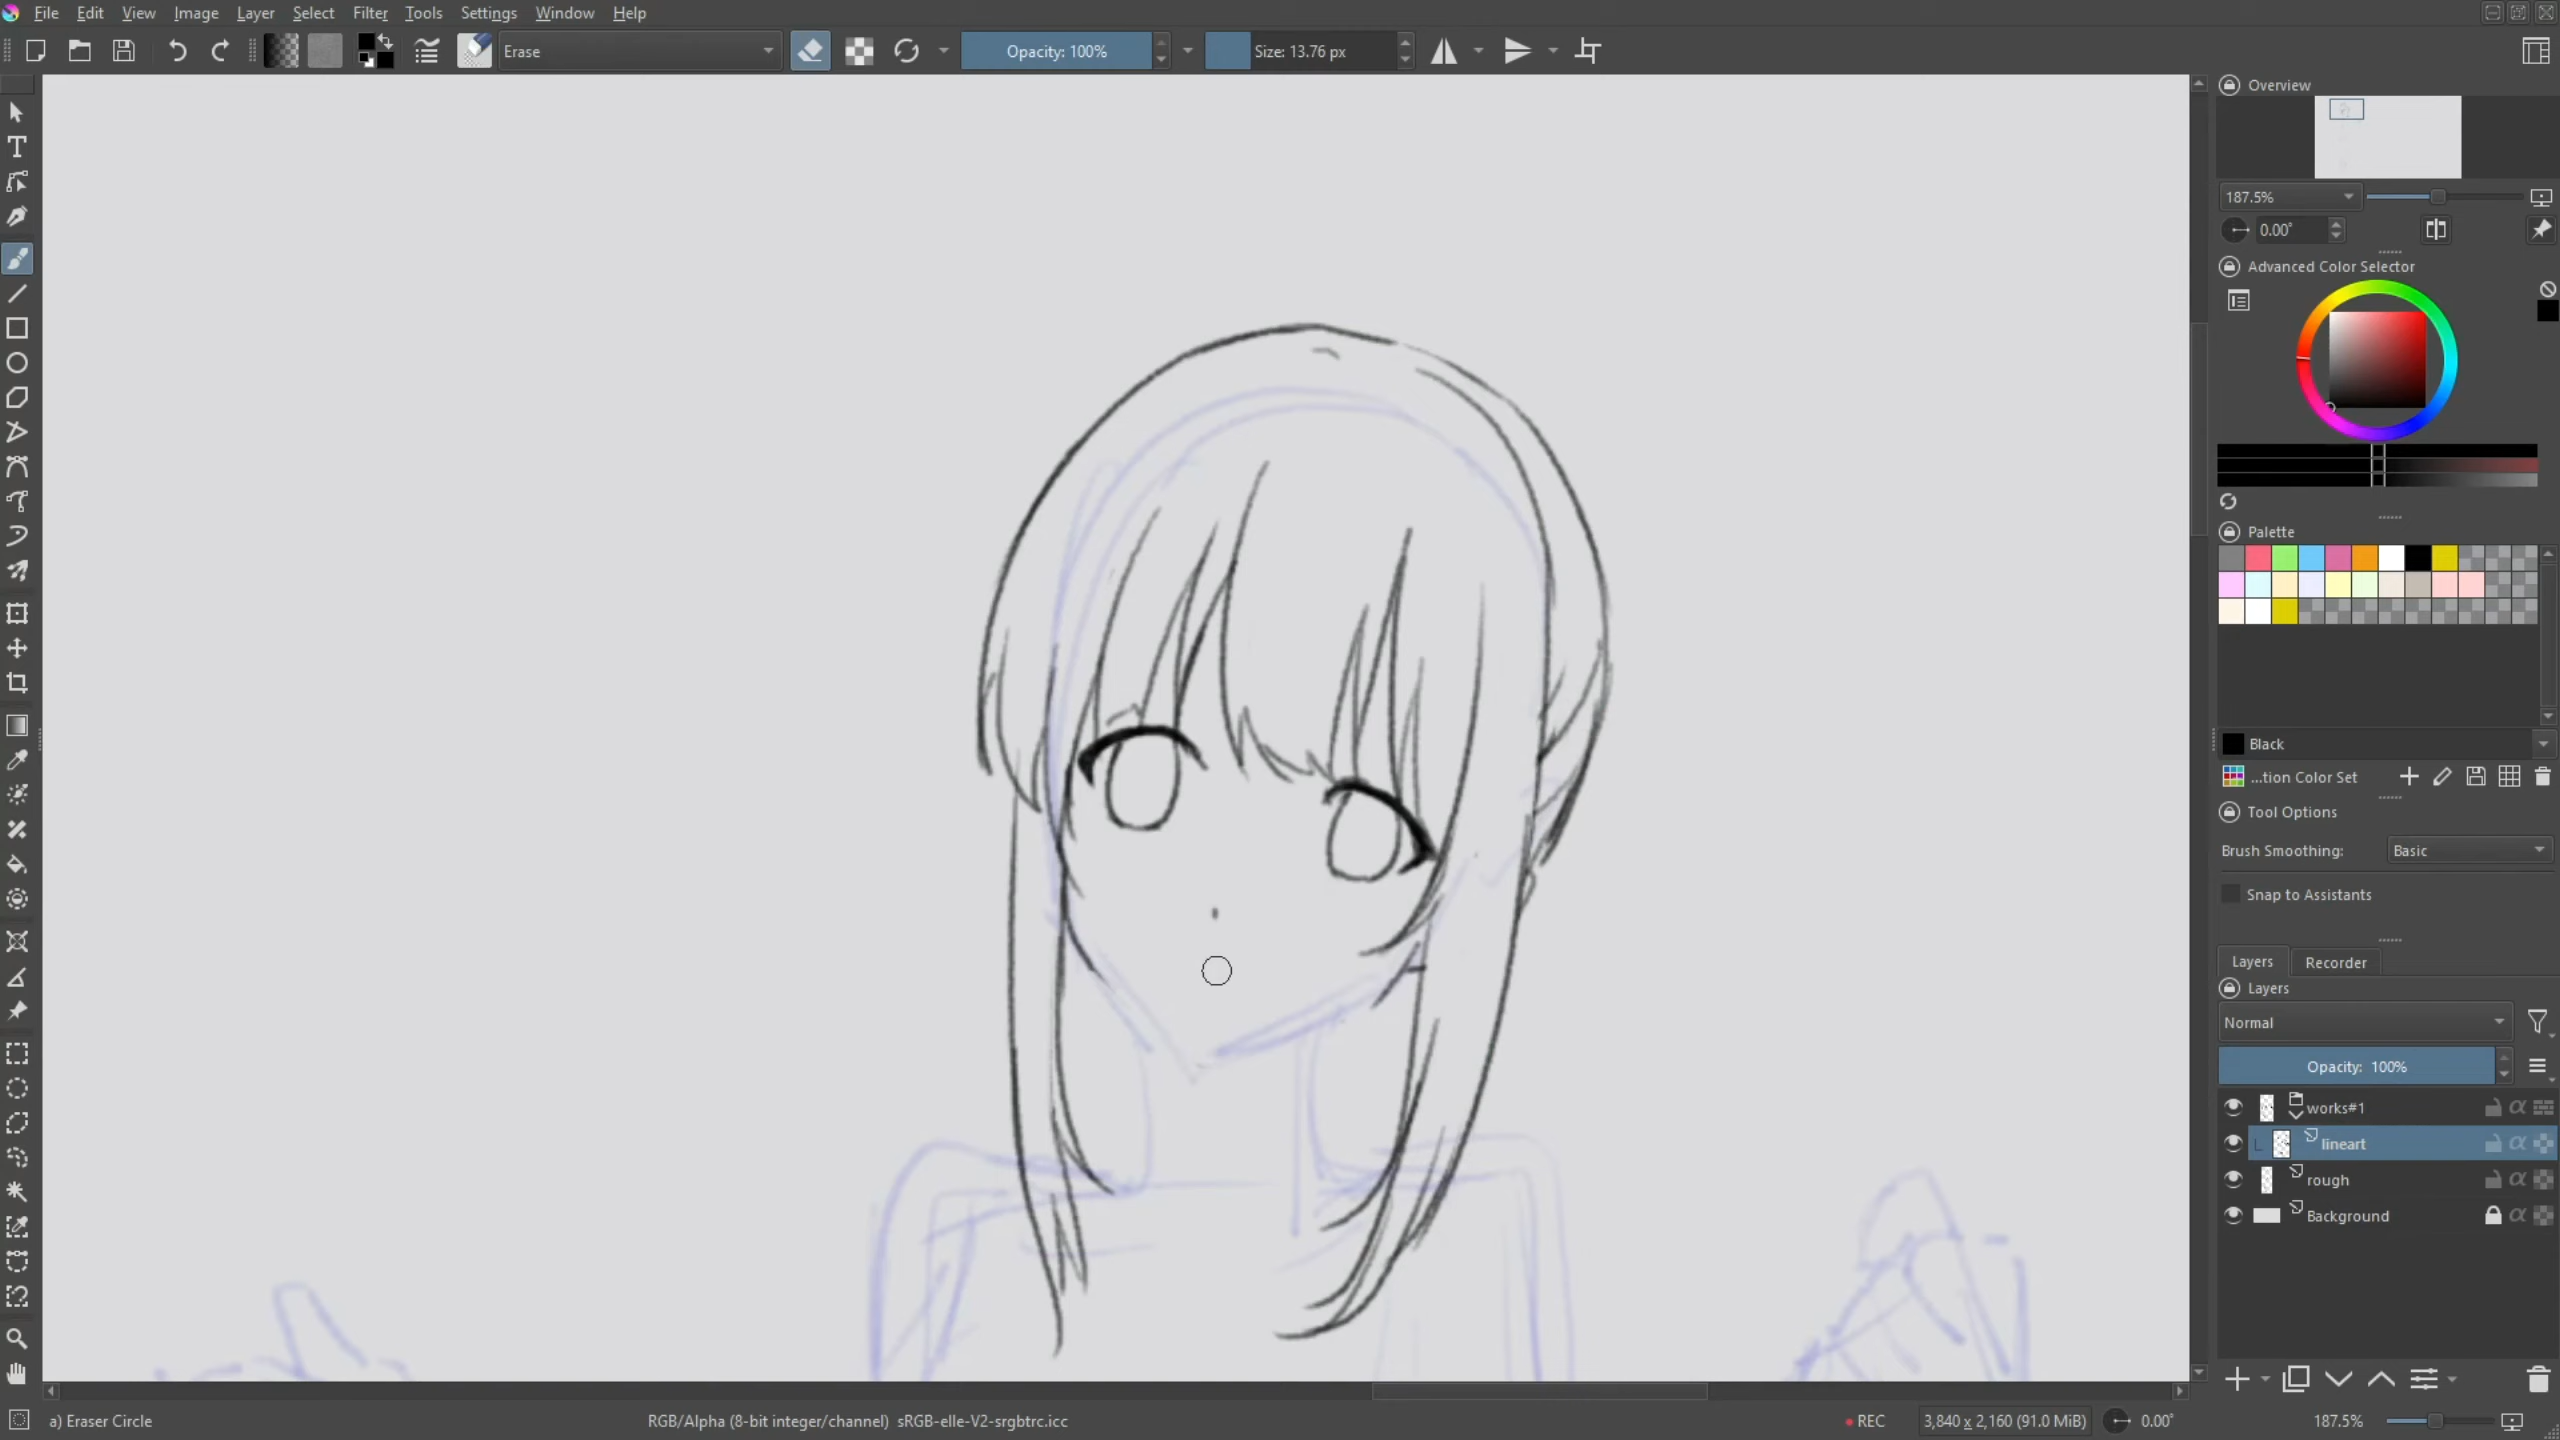 File Edit View Image Layer Select Filter Tools Settings Window Help
Erase Opacity: 100% Size: 13.76 px
Overview
187.5%
0.00°
Advanced Color Selector
Palette
Black
...tion Color Set
Tool Options
Brush Smoothing: Basic
Snap to Assistants
Layers Recorder
Layers
Normal
Opacity: 100%
works#1
lineart
rough
Background
a) Eraser Circle RGB/Alpha (8-bit integer/channel) sRGB-elle-V2-srgbtrc.icc REC 3,840 x 2,160 (91.0 MiB) 0.00° 187.5%